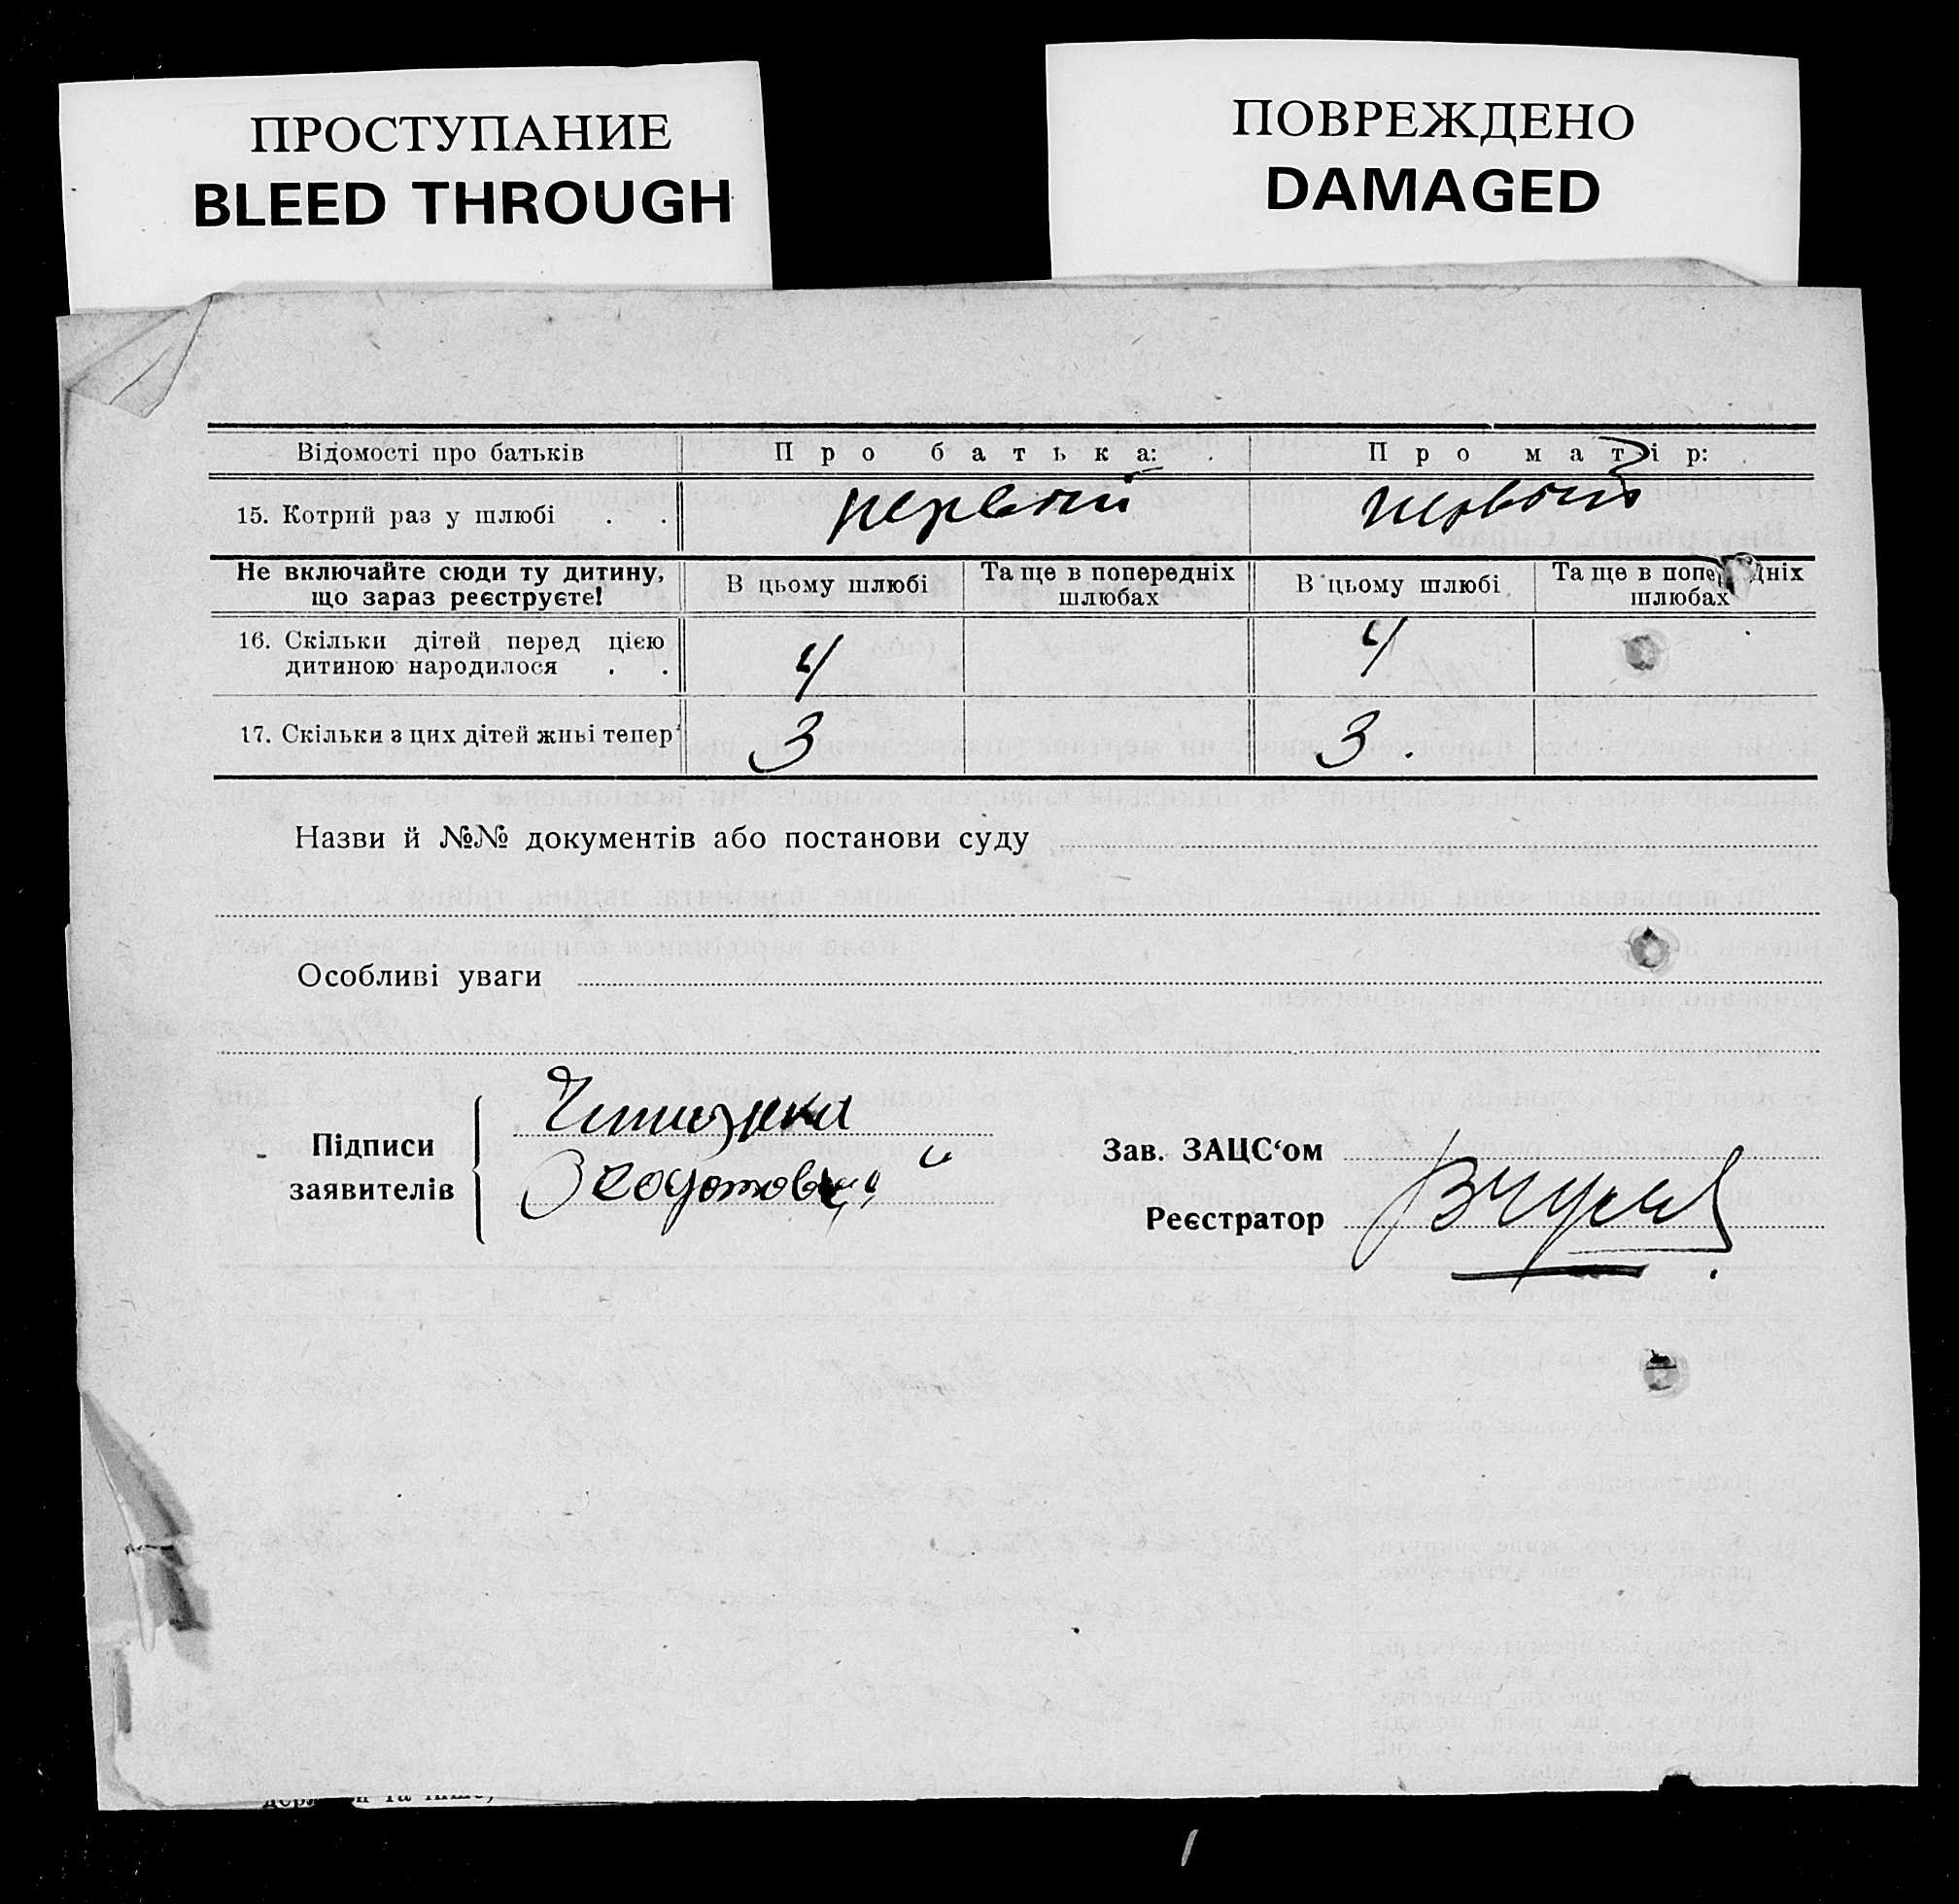 ПРОСТУПАНИЕ
BLEED THROUGH
ПОВРЕЖДЕНО
DAMAGED
Відомості про батьків Про батька: Про матір:
15. Котрий раз у шлюбі . . первый первый
Не включайте сюди ту дитину, що зараз реєструєте! В цьому шлюбі Та ще в попередніх шлюбах В цьому шлюбі Та ще в попередніх шлюбах
16. Скільки дітей перед цією
дитиною народилося . . 4 4
17. Скільки з цих дітей живі тепер 3 3.
Назви й №№ документів або постанови суду
Особливі уваги
Підписи
заявителів
Зав. ЗАЦС‘ом
Реєстратор